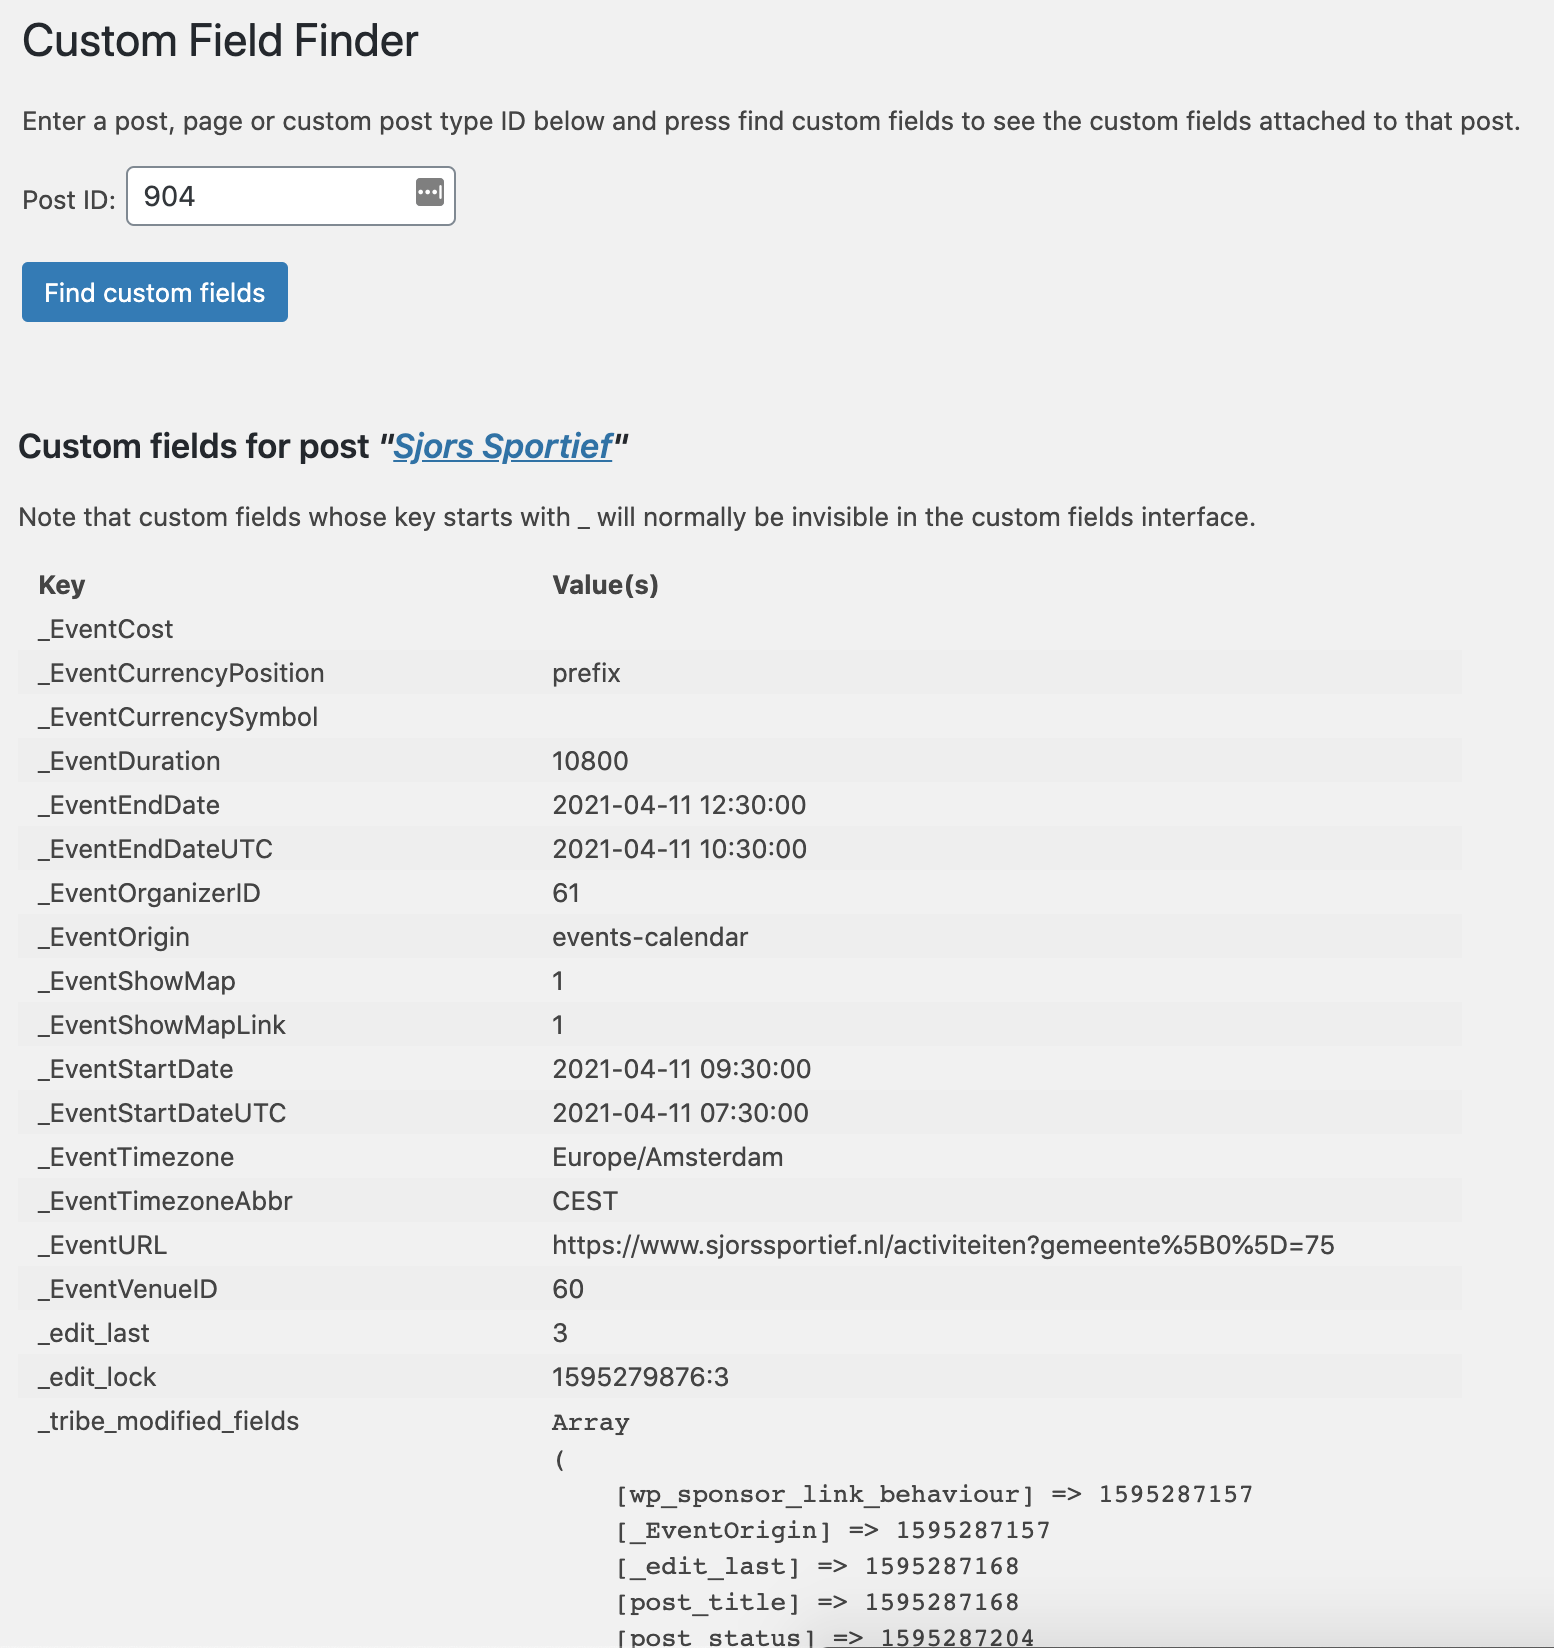 Custom Field Finder
Enter a post, page or custom post type ID below and press find custom fields to see the custom fields attached to that post.
Post ID: 904
Find custom fields
Custom fields for post "Sjors Sportief"
Note that custom fields whose key starts with _ will normally be invisible in the custom fields interface.
Key Value(s)
_EventCost
_EventCurrencyPosition prefix
_EventCurrencySymbol
_EventDuration 10800
_EventEndDate 2021-04-11 12:30:00
_EventEndDateUTC 2021-04-11 10:30:00
_EventOrganizerID 61
_EventOrigin events-calendar
_EventShowMap 1
_EventShowMapLink 1
_EventStartDate 2021-04-11 09:30:00
_EventStartDateUTC 2021-04-11 07:30:00
_EventTimezone Europe/Amsterdam
_EventTimezoneAbbr CEST
_EventURL https://www.sjorssportief.nl/activiteiten?gemeente%5B0%5D=75
_EventVenueID 60
_edit_last 3
_edit_lock 1595279876:3
_tribe_modified_fields Array
(
[wp_sponsor_link_behaviour] => 1595287157
[_EventOrigin] => 1595287157
[_edit_last] => 1595287168
[post_title] => 1595287168
[post_status] => 1595287204